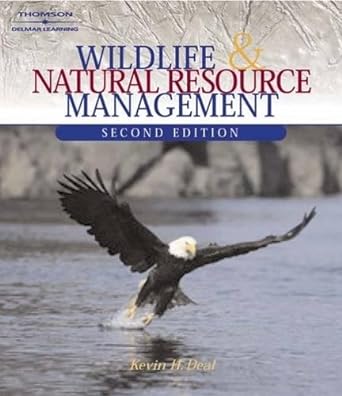 THOMSON
DELMAR LEARNING
WILDLIFE &
NATURAL RESOURCE
MANAGEMENT
SECOND EDITION
Kevin H. Deal